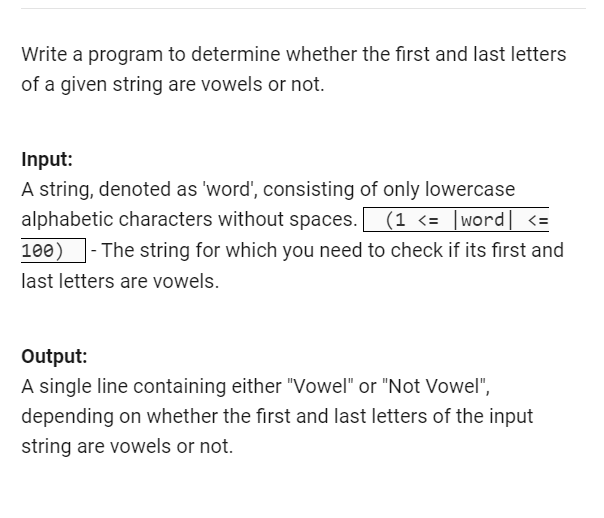 Write a program to determine whether the first and last letters
of a given string are vowels or not.
Input:
A string, denoted as 'word', consisting of only lowercase
alphabetic characters without spaces. (1 <= |word| <=
100) - The string for which you need to check if its first and
last letters are vowels.
Output:
A single line containing either "Vowel" or "Not Vowel",
depending on whether the first and last letters of the input
string are vowels or not.